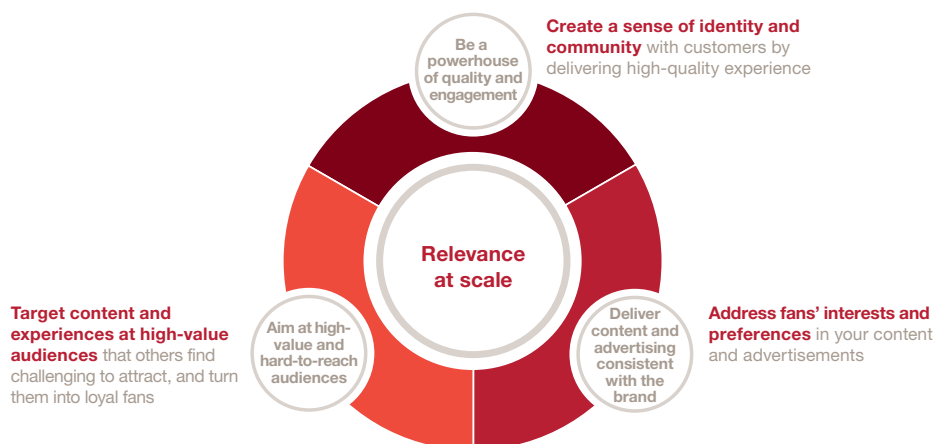 Be a
powerhouse
of quality and
engagement
Create a sense of identity and
community with customers by
delivering high-quality experience
Relevance
at scale
Target content and
experiences at high-value
audiences that others find
challenging to attract, and turn
them into loyal fans
Aim at high-
value and
hard-to-reach
audiences
Deliver
content and
advertising
consistent
with the
brand
Address fans’ interests and
preferences in your content
and advertisements